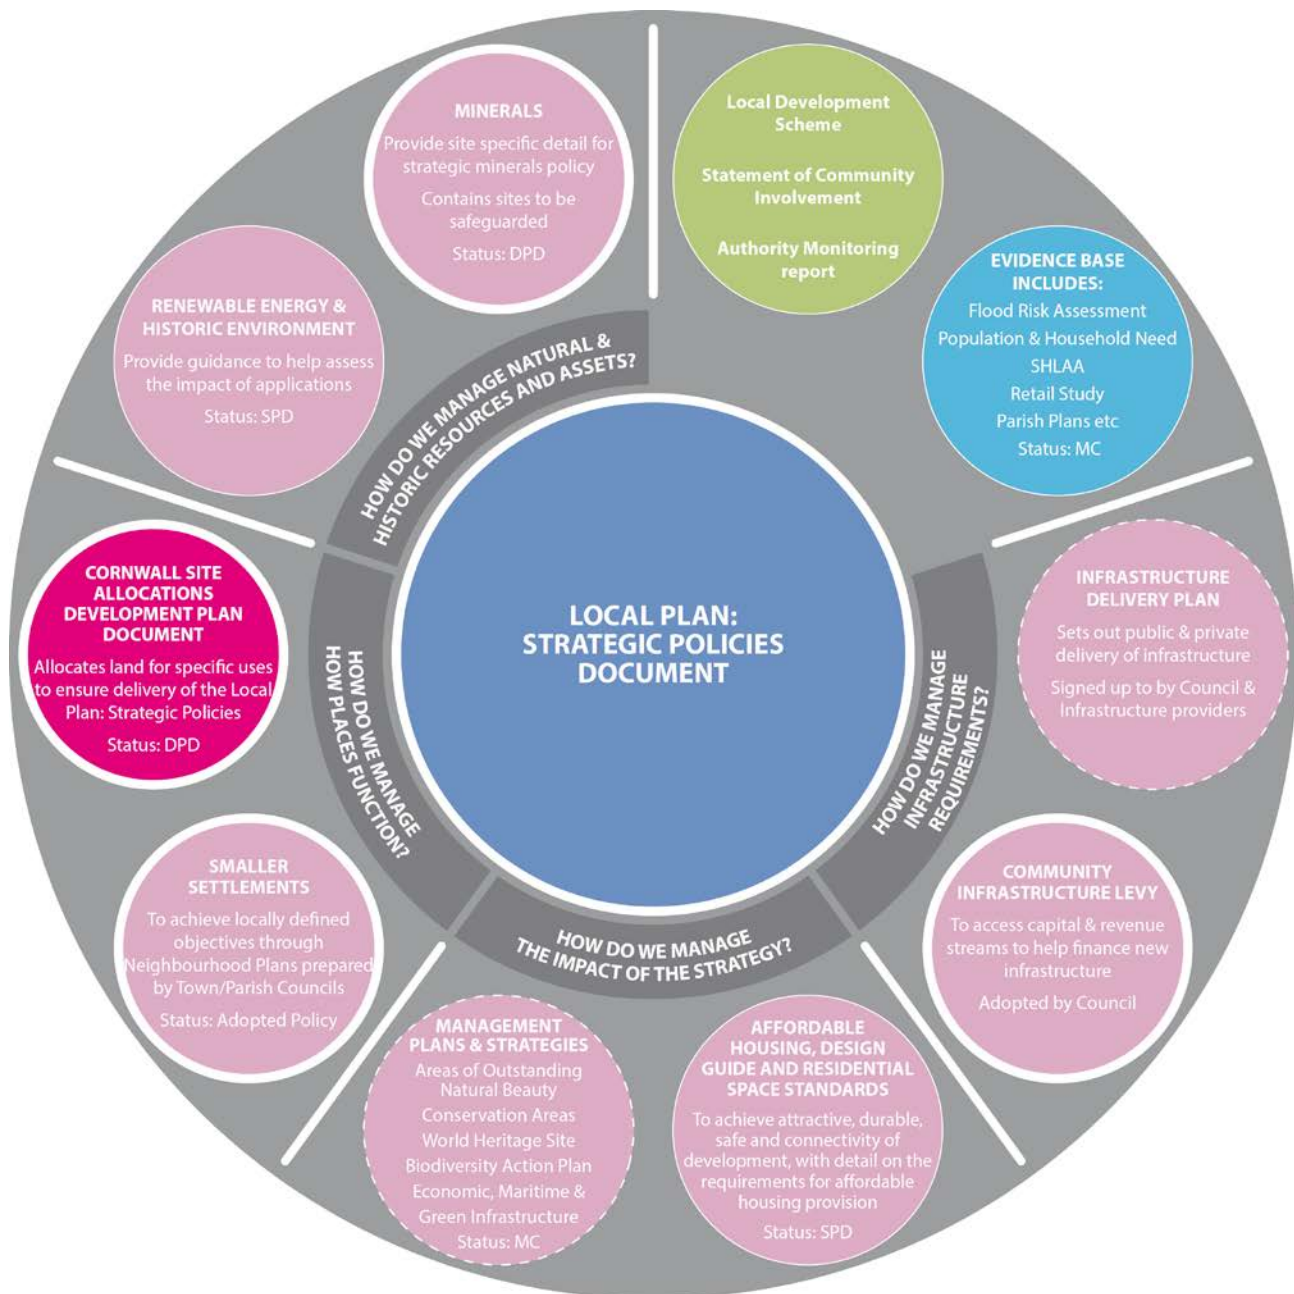 MINERALS
Provide site specific detail for
strategic minerals policy
Contains sites to be
safeguarded
Status: DPD
Local Development
Scheme
Statement of Community
Involvement
Authority Monitoring
report
RENEWABLE ENERGY &
HISTORIC ENVIRONMENT
Provide guidance to help assess
the impact of applications
Status: SPD
EVIDENCE BASE
INCLUDES:
Flood Risk Assessment
Population & Household Need
SHLAA
Retail Study
Parish Plans etc
Status: MC
HOW DO WE MANAGE NATURAL &
HISTORIC RESOURCES AND ASSETS?
CORNWALL SITE
ALLOCATIONS
DEVELOPMENT PLAN
DOCUMENT
Allocates land for specific uses
to ensure delivery of the Local
Plan: Strategic Policies
Status: DPD
HOW DO WE MANAGE
HOW PLACES FUNCTION?
LOCAL PLAN:
STRATEGIC POLICIES
DOCUMENT
HOW DO WE MANAGE
INFRASTRUCTURE
REQUIREMENTS?
INFRASTRUCTURE
DELIVERY PLAN
Sets out public & private
delivery of infrastructure
Signed up to by Council &
Infrastructure providers
SMALLER
SETTLEMENTS
To achieve locally defined
objectives through
Neighbourhood Plans prepared
by Town/Parish Councils
Status: Adopted Policy
HOW DO WE MANAGE
THE IMPACT OF THE STRATEGY?
COMMUNITY
INFRASTRUCTURE LEVY
To access capital & revenue
streams to help finance new
infrastructure
Adopted by Council
MANAGEMENT
PLANS & STRATEGIES
Areas of Outstanding
Natural Beauty
Conservation Areas
World Heritage Site
Biodiversity Action Plan
Economic, Maritime &
Green Infrastructure
Status: MC
AFFORDABLE
HOUSING, DESIGN
GUIDE AND RESIDENTIAL
SPACE STANDARDS
To achieve attractive, durable,
safe and connectivity of
development, with detail on the
requirements for affordable
housing provision
Status: SPD